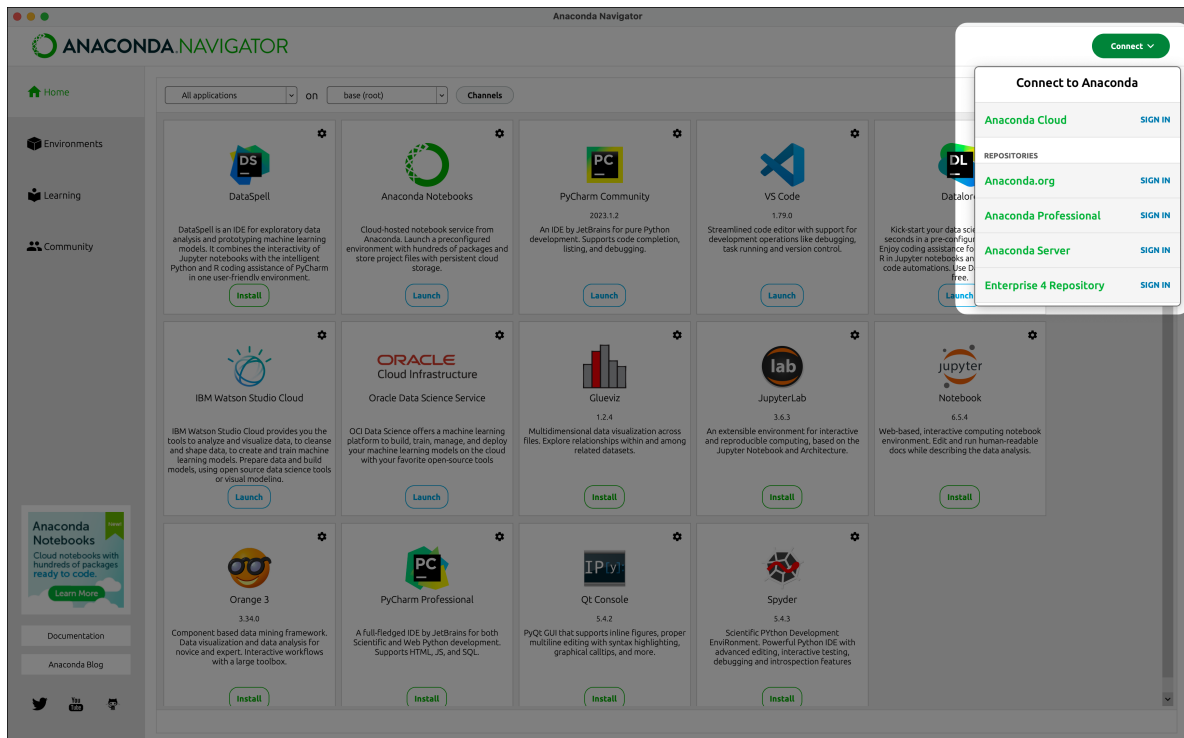 Anaconda Navigator
ANACONDA.NAVIGATOR
Connect
Connect to Anaconda
Anaconda Cloud SIGN IN
REPOSITORIES
Anaconda.org SIGN IN
Anaconda Professional SIGN IN
Anaconda Server SIGN IN
Enterprise 4 Repository SIGN IN
Home
Environments
Learning
Community
All applications on base (root) Channels
DS
DataSpell
DataSpell is an IDE for exploratory data
analysis and prototyping machine learning
models. It combines the interactivity of
Jupyter notebooks with the intelligent
Python and R coding assistance of PyCharm
in one user-friendly environment.
Install
Anaconda Notebooks
Cloud-hosted notebook service from
Anaconda. Launch a preconfigured
environment with hundreds of packages and
store project files with persistent cloud
storage.
Launch
PC
PyCharm Community
2023.1.2
An IDE by JetBrains for pure Python
development. Supports code completion,
listing, and debugging.
Launch
VS Code
1.79.0
Streamlined code editor with support for
development operations like debugging,
task running and version control.
Launch
DL
Datalore
Kick-start your data scie
seconds in a pre-configur
Enjoy coding assistance fo
R in Jupyter notebooks an
code automations. Use D
free.
Launch
IBM Watson Studio Cloud
IBM Watson Studio Cloud provides you the
tools to analyze and visualize data, to cleanse
and shape data, to create and train machine
learning models. Prepare data and build
models, using open source data science tools
or visual modeling.
Launch
ORACLE
Cloud Infrastructure
Oracle Data Science Service
OCI Data Science offers a machine learning
platform to build, train, manage, and deploy
your machine learning models on the cloud
with your favorite open-source tools
Launch
Glueviz
1.2.4
Multidimensional data visualization across
files. Explore relationships within and among
related datasets.
Install
lab
JupyterLab
3.6.3
An extensible environment for interactive
and reproducible computing, based on the
Jupyter Notebook and Architecture.
Install
jupyter
Notebook
6.5.4
Web-based, interactive computing notebook
environment. Edit and run human-readable
docs while describing the data analysis.
Install
Orange 3
3.34.0
Component based data mining framework.
Data visualization and data analysis for
novice and expert. Interactive workflows
with a large toolbox.
Install
PC
PyCharm Professional
A full-fledged IDE by JetBrains for both
Scientific and Web Python development.
Supports HTML, JS, and SQL.
Install
IP[y]:
Qt Console
5.4.2
PyQt GUI that supports inline figures, proper
multiline editing with syntax highlighting,
graphical calltips, and more.
Install
Spyder
5.4.3
Scientific PYthon Development
EnviRonment. Powerful Python IDE with
advanced editing, interactive testing,
debugging and introspection features
Install
Anaconda
Notebooks
Cloud notebooks with
hundreds of packages
ready to code.
Learn More
Documentation
Anaconda Blog
You
Tube